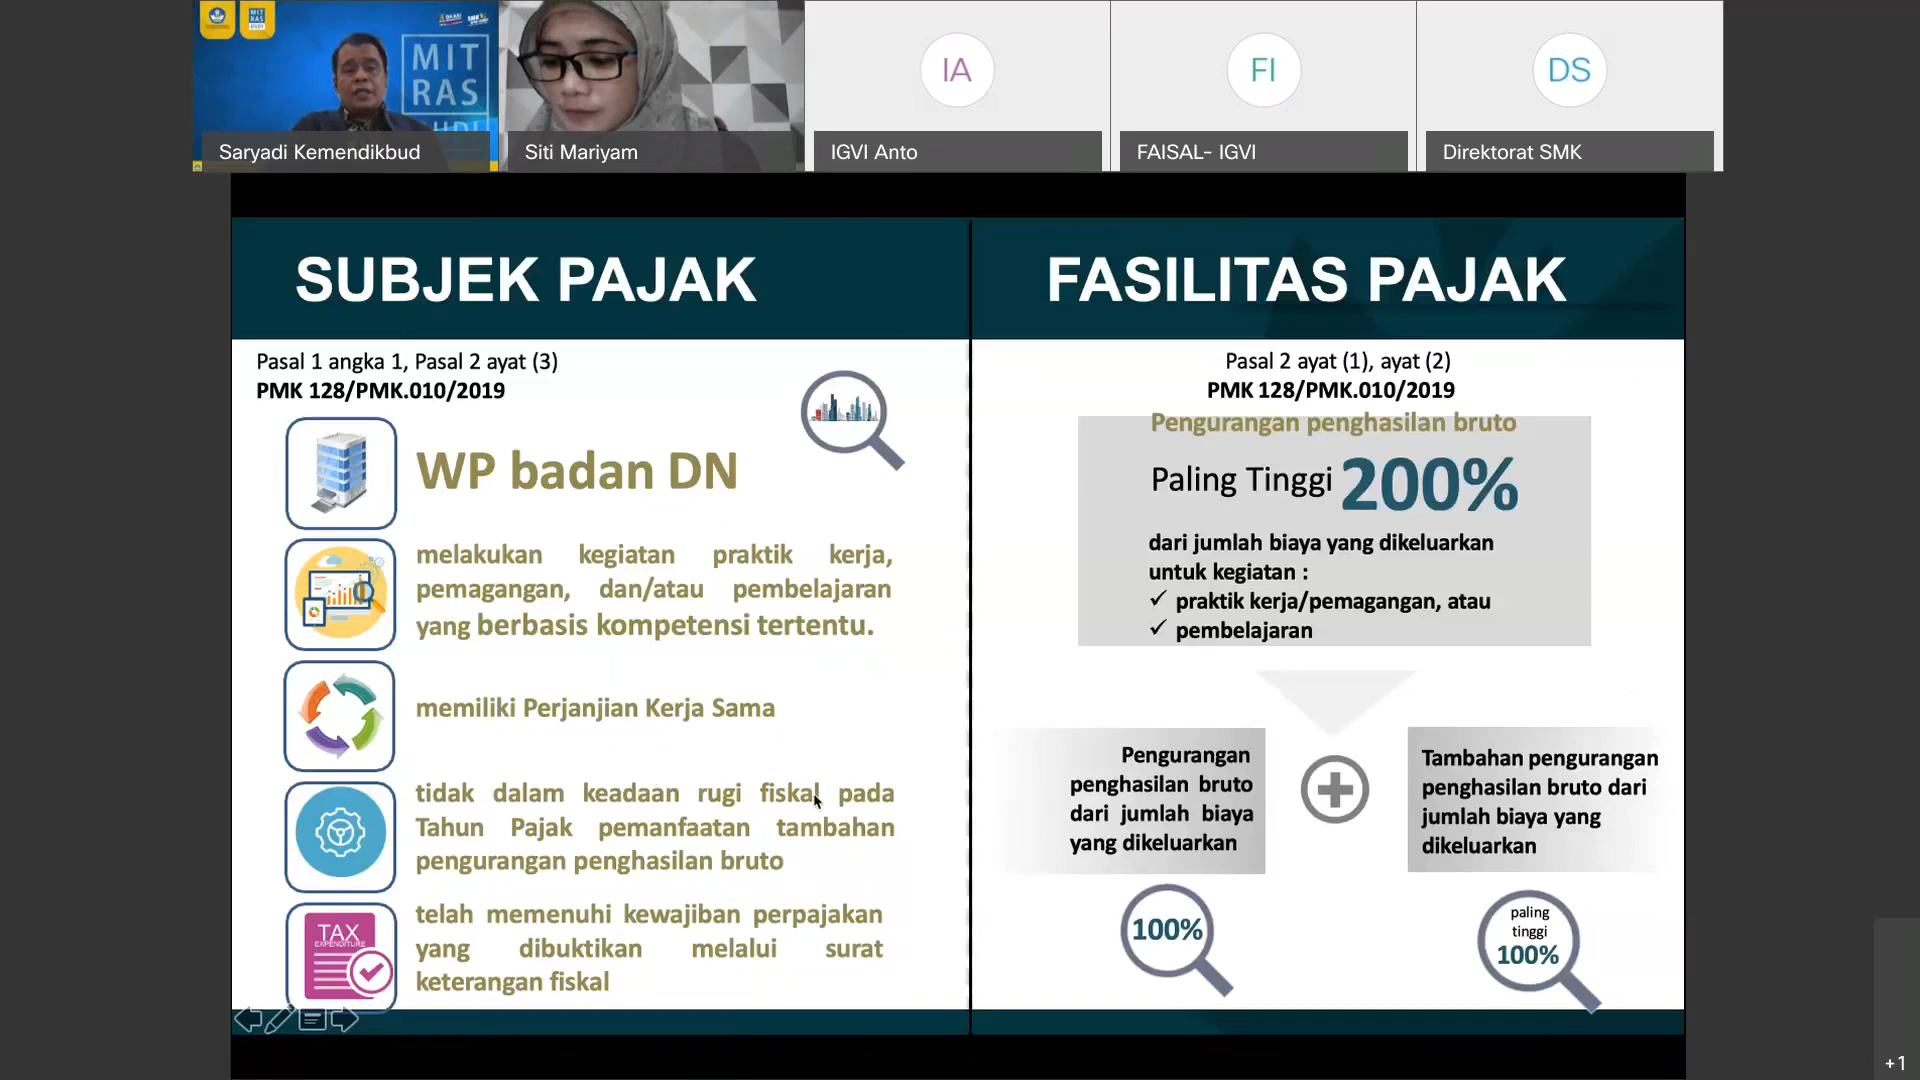 MIT
RAS
Saryadi Kemendikbud
Siti Mariyam
IA
IGVI Anto
FI
FAISAL- IGVI
DS
Direktorat SMK
SUBJEK PAJAK
Pasal 1 angka 1, Pasal 2 ayat (3)
PMK 128/PMK.010/2019
WP badan DN
melakukan kegiatan praktik kerja,
pemagangan, dan/atau pembelajaran
yang berbasis kompetensi tertentu.
memiliki Perjanjian Kerja Sama
tidak dalam keadaan rugi fiskal pada
Tahun Pajak pemanfaatan tambahan
pengurangan penghasilan bruto
TAX
EXPENDITURE
telah memenuhi kewajiban perpajakan
yang dibuktikan melalui surat
keterangan fiskal
FASILITAS PAJAK
Pasal 2 ayat (1), ayat (2)
PMK 128/PMK.010/2019
Pengurangan penghasilan bruto
Paling Tinggi 200%
dari jumlah biaya yang dikeluarkan
untuk kegiatan :
✓ praktik kerja/pemagangan, atau
✓ pembelajaran
Pengurangan
penghasilan bruto
dari jumlah biaya
yang dikeluarkan
100%
Tambahan pengurangan
penghasilan bruto dari
jumlah biaya yang
dikeluarkan
paling
tinggi
100%
+1